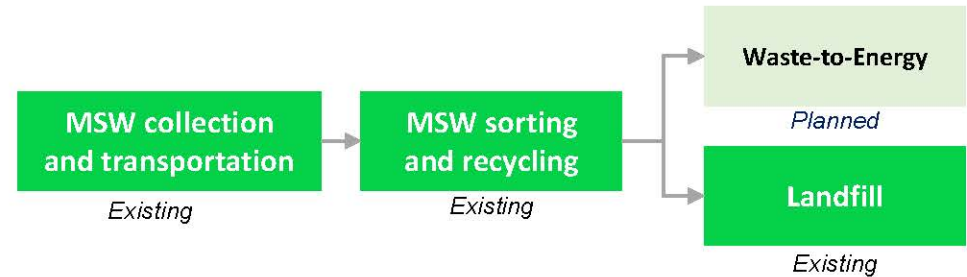 MSW collection
and transportation
Existing
MSW sorting
and recycling
Existing
Waste-to-Energy
Planned
Landfill
Existing